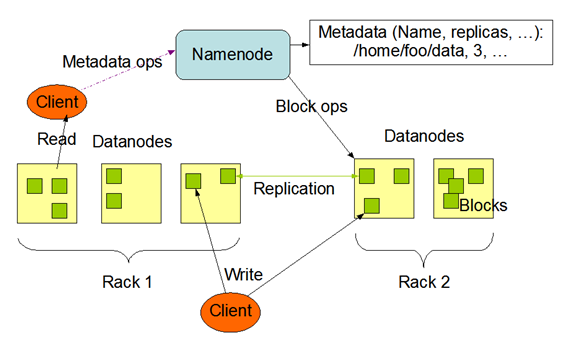 Metadata (Name, replicas, …):
/home/foo/data, 3, …
Namenode
Metadata ops
Client
Block ops
Read
Datanodes
Datanodes
Replication
Blocks
Rack 1
Write
Rack 2
Client